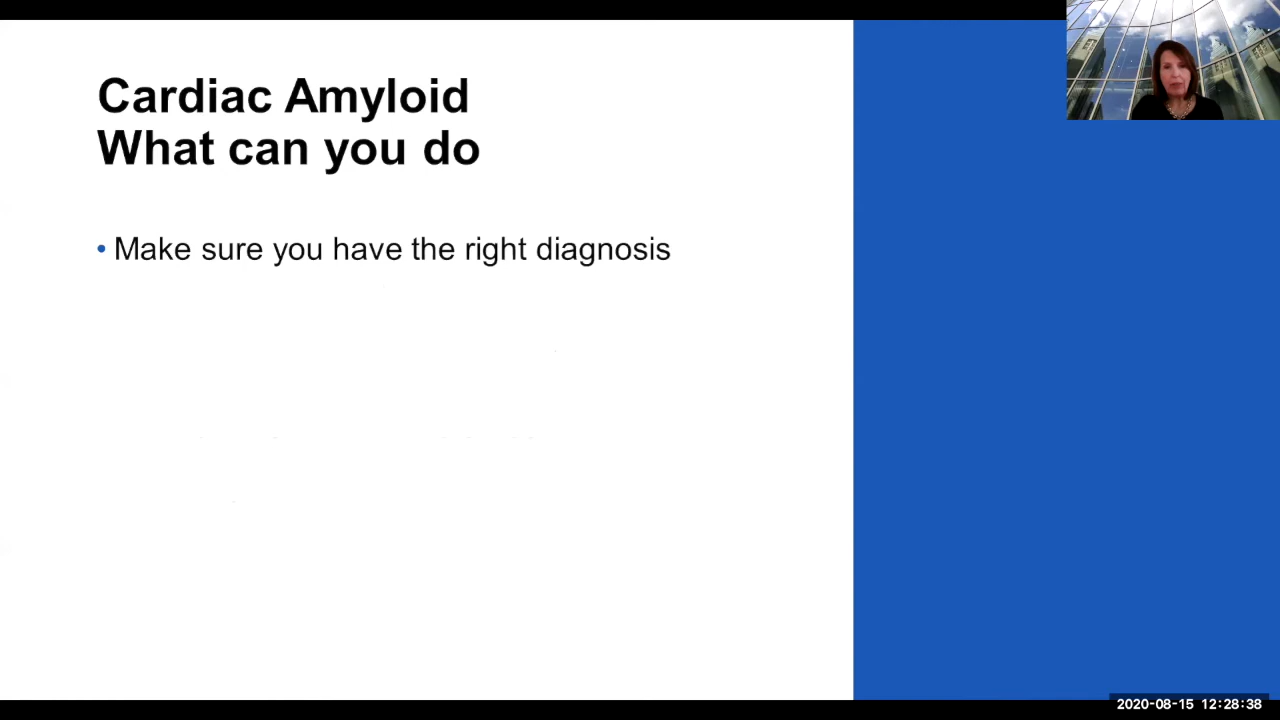 Cardiac Amyloid
What can you do
• Make sure you have the right diagnosis
2020-08-15 12:28:38